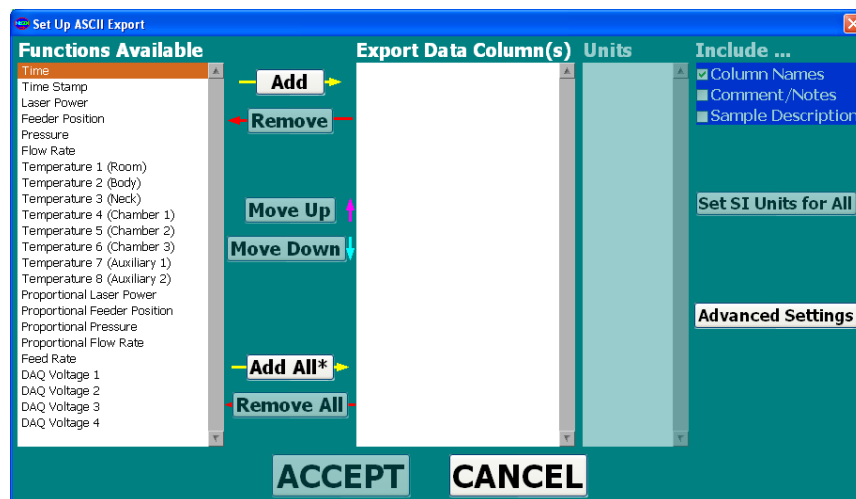 Set Up ASCII Export
Functions Available
Export Data Column(s)
Units
Include ...
Time
Time Stamp
Laser Power
Feeder Position
Pressure
Flow Rate
Temperature 1 (Room)
Temperature 2 (Body)
Temperature 3 (Neck)
Temperature 4 (Chamber 1)
Temperature 5 (Chamber 2)
Temperature 6 (Chamber 3)
Temperature 7 (Auxiliary 1)
Temperature 8 (Auxiliary 2)
Proportional Laser Power
Proportional Feeder Position
Proportional Pressure
Proportional Flow Rate
Feed Rate
DAQ Voltage 1
DAQ Voltage 2
DAQ Voltage 3
DAQ Voltage 4
Add
Remove
Move Up
Move Down
Add All*
Remove All
Column Names
Comment/Notes
Sample Description
Set SI Units for All
Advanced Settings
ACCEPT
CANCEL